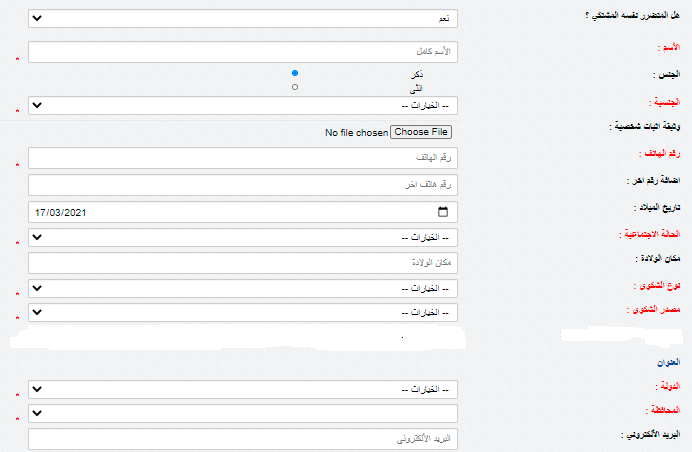 هل المتضرر نفسه المشتكي ؟ نعم
الأسم : الأسم كامل *
الجنس : ذكر
انثى
الجنسية : -- الخيارات -- *
وثيقة اثبات شخصية : Choose File No file chosen
رقم الهاتف : رقم الهاتف *
اضافة رقم اخر : رقم هاتف اخر
تاريخ الميلاد : 17/03/2021
الحالة الاجتماعية : -- الخيارات -- *
مكان الولادة : مكان الولادة
نوع الشكوى : -- الخيارات -- *
مصدر الشكوى : -- الخيارات -- *
العنوان
الدولة : -- الخيارات -- *
المحافظة : *
البريد الألكتروني : البريد الألكتروني